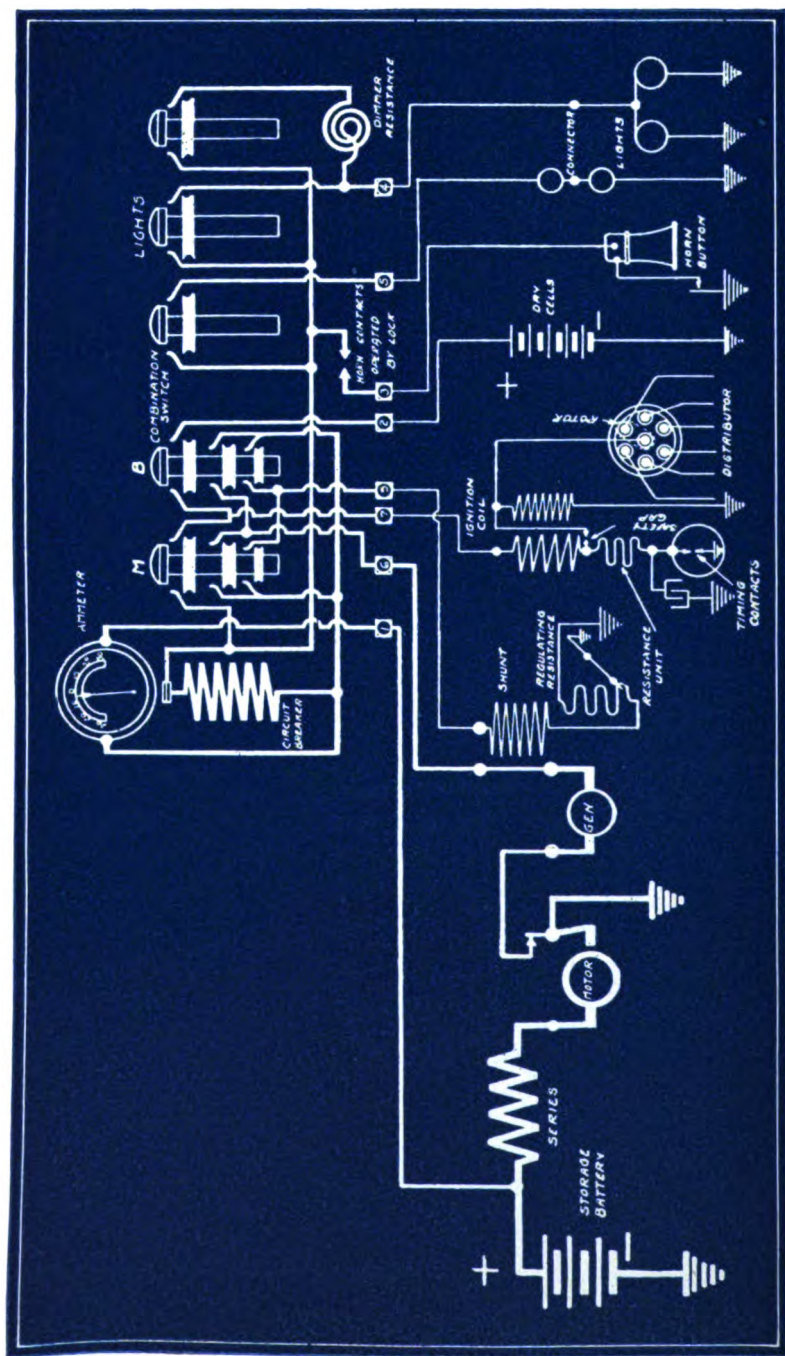 AMMETER
COMBINATION
SWITCH
M
B
LIGHTS
CIRCUIT
BREAKER
HORN CONTACTS
OPERATED
BY LOCK
DIMMER
RESISTANCE
1
6
7
2
3
5
4
+
STORAGE
BATTERY
SERIES
MOTOR
GEN
SHUNT
REGULATING
RESISTANCE
RESISTANCE
UNIT
IGNITION
COIL
SAFETY
GAP
TIMING
CONTACTS
ROTOR
DISTRIBUTOR
+
DRY
CELLS
HORN
BUTTON
CONNECTOR
LIGHTS